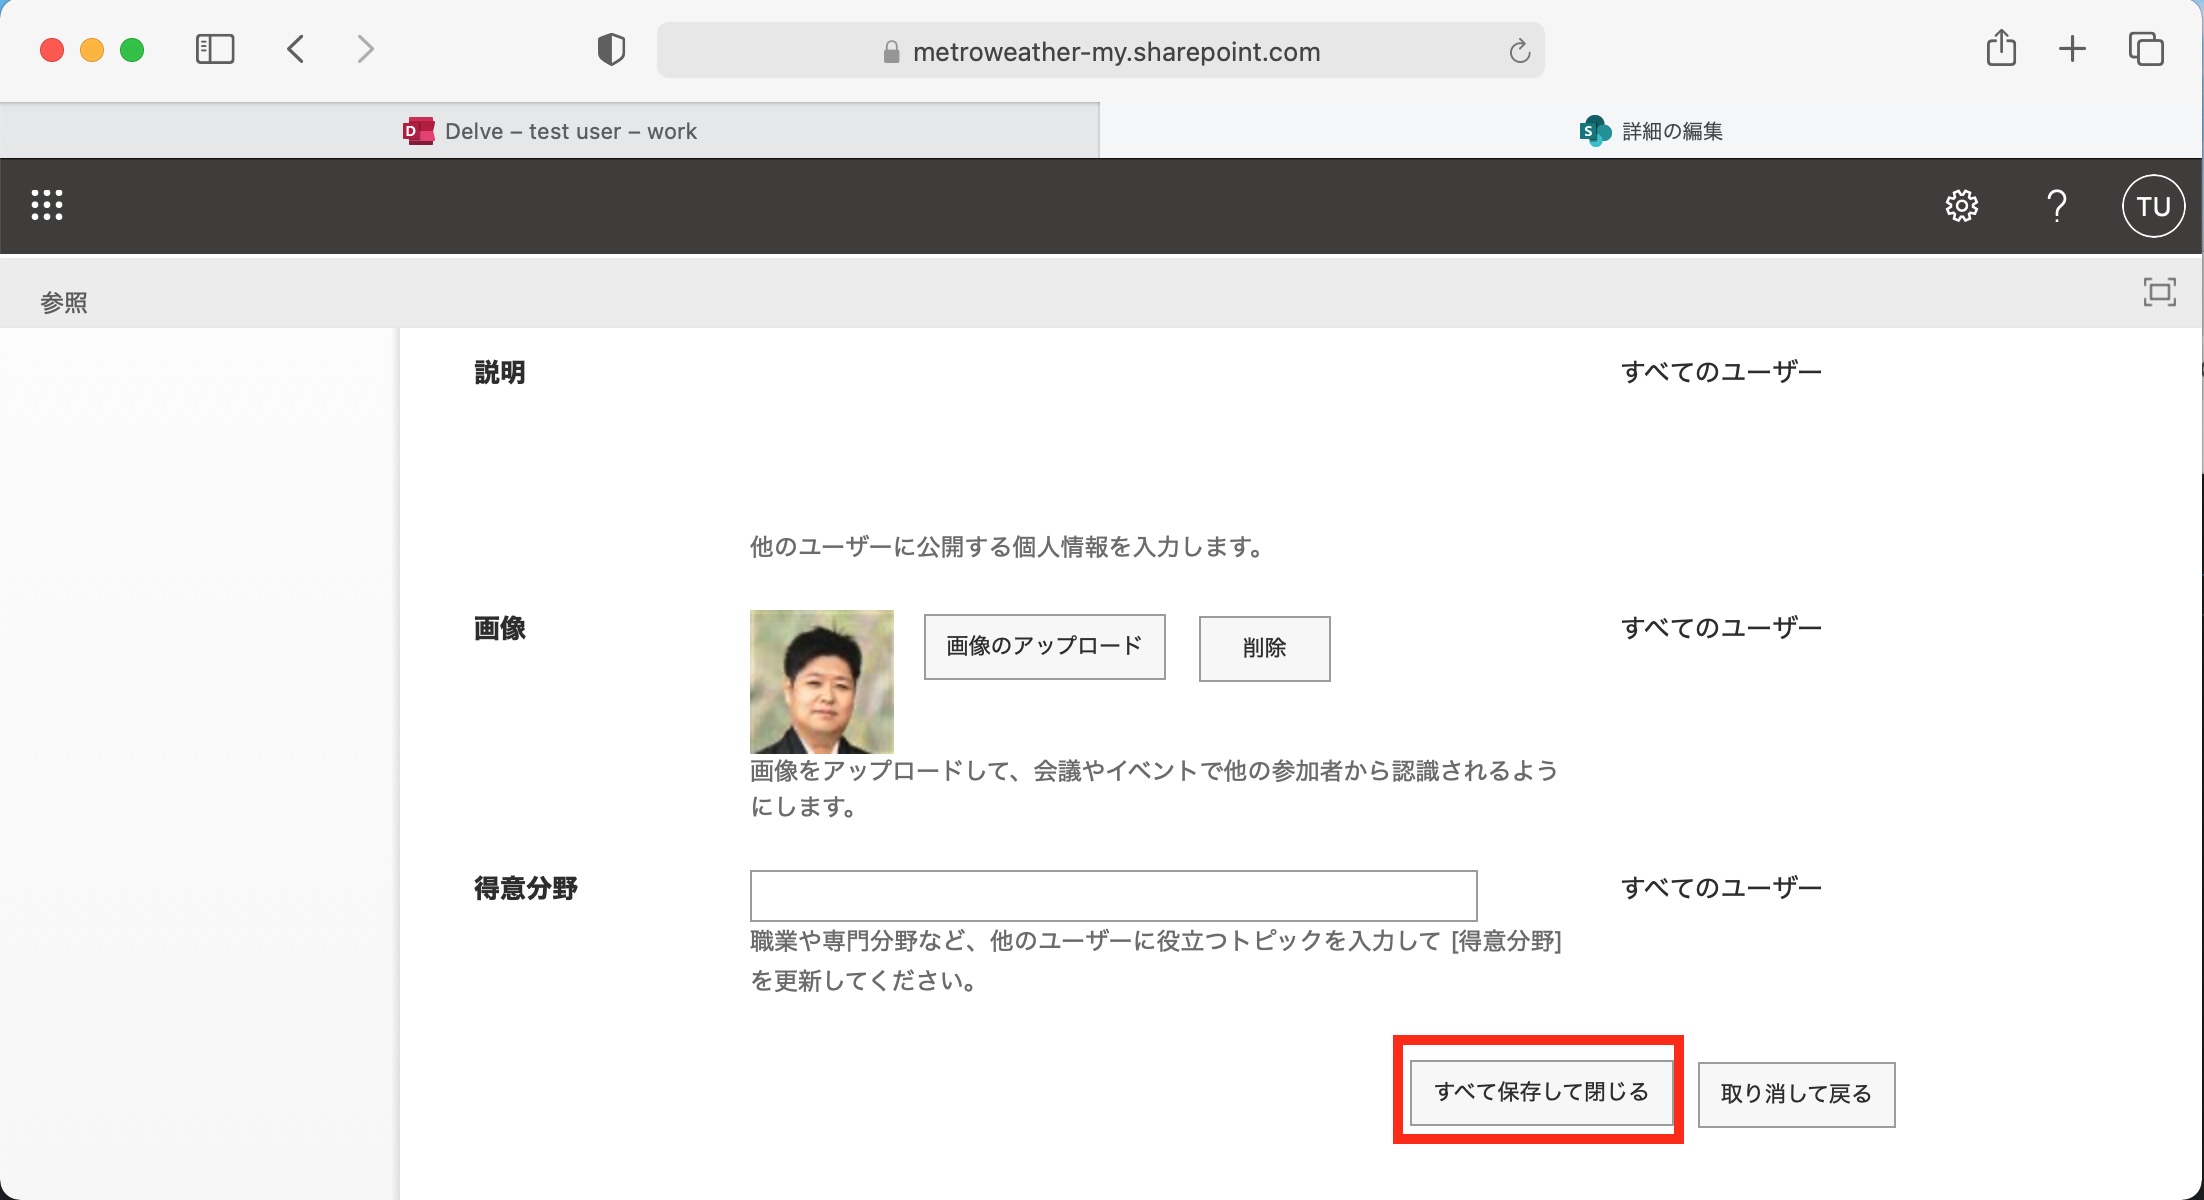 metroweather-my.sharepoint.com
Delve – test user – work
詳細の編集
TU
参照
説明
すべてのユーザー
他のユーザーに公開する個人情報を入力します。
画像
画像のアップロード
削除
すべてのユーザー
画像をアップロードして、会議やイベントで他の参加者から認識されるよう
にします。
得意分野
すべてのユーザー
職業や専門分野など、他のユーザーに役立つトピックを入力して [得意分野]
を更新してください。
すべて保存して閉じる
取り消して戻る